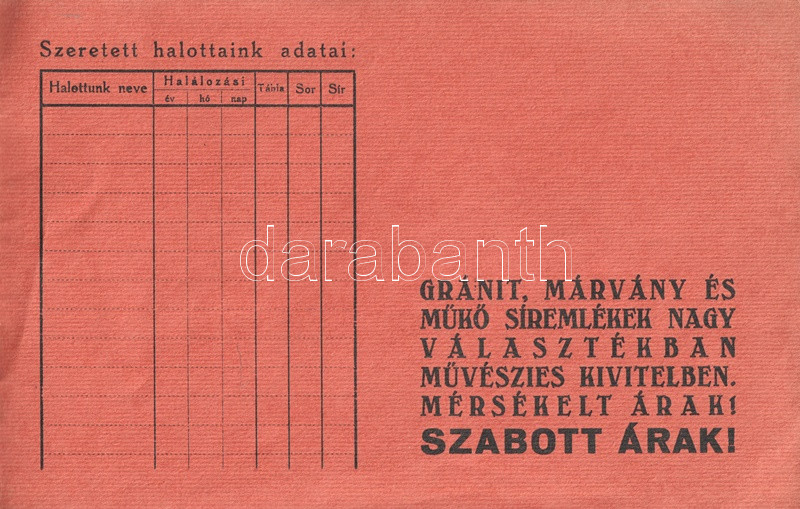 Szeretett halottaink adatai:
Halottunk neve
Halálozási
év hó nap
Tábla
Sor
Sír
darabanth
GRÁNIT, MÁRVÁNY ÉS
MŰKŐ SÍREMLÉKEK NAGY
VÁLASZTÉKBAN
MŰVÉSZIES KIVITELBEN.
MÉRSÉKELT ÁRAK!
SZABOTT ÁRAK!